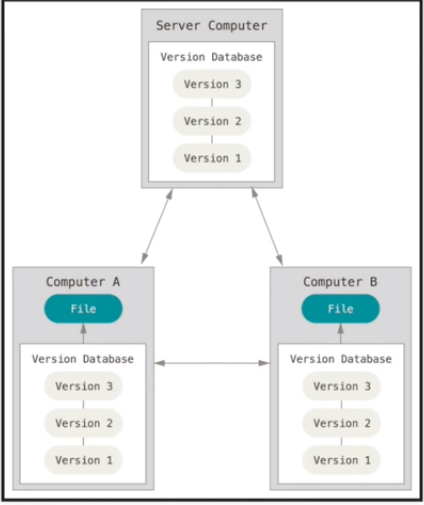 Server Computer
Version Database
Version 3
Version 2
Version 1
Computer A
File
Version Database
Version 3
Version 2
Version 1
Computer B
File
Version Database
Version 3
Version 2
Version 1